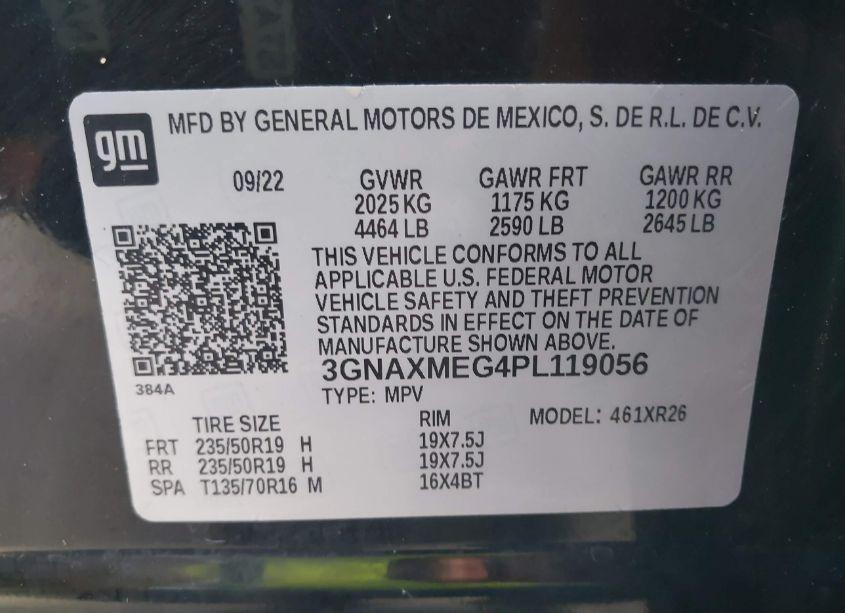 gm
MFD BY GENERAL MOTORS DE MEXICO, S. DE R.L. DE C.V.
09/22 GVWR GAWR FRT GAWR RR
2025 KG 1175 KG 1200 KG
4464 LB 2590 LB 2645 LB
THIS VEHICLE CONFORMS TO ALL
APPLICABLE U.S. FEDERAL MOTOR
VEHICLE SAFETY AND THEFT PREVENTION
STANDARDS IN EFFECT ON THE DATE OF
MANUFACTURE SHOWN ABOVE.
3GNAXMEG4PL119056
384A
TYPE: MPV
TIRE SIZE RIM MODEL: 461XR26
FRT 235/50R19 H 19X7.5J
RR 235/50R19 H 19X7.5J
SPA T135/70R16 M 16X4BT